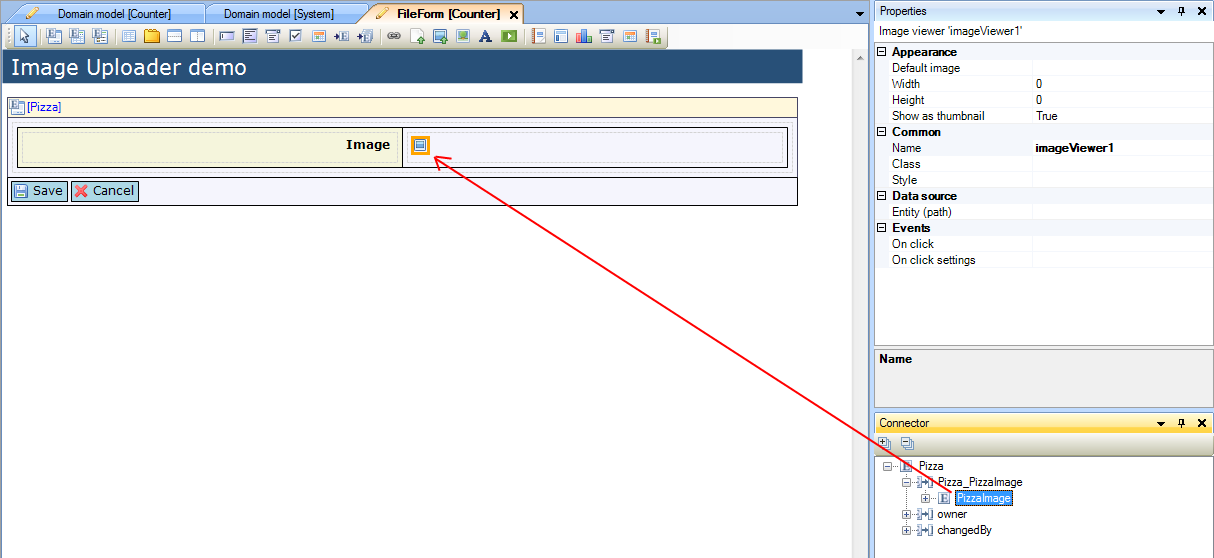 Domain model [Counter]
Domain model [System]
FileForm [Counter]
Image Uploader demo
[Pizza]
Image
Save
Cancel
Properties
Image viewer 'imageViewer1'
Appearance
Default image
Width 0
Height 0
Show as thumbnail True
Common
Name imageViewer1
Class
Style
Data source
Entity (path)
Events
On click
On click settings
Name
Connector
E Pizza
Pizza_PizzaImage
E PizzaImage
owner
changedBy